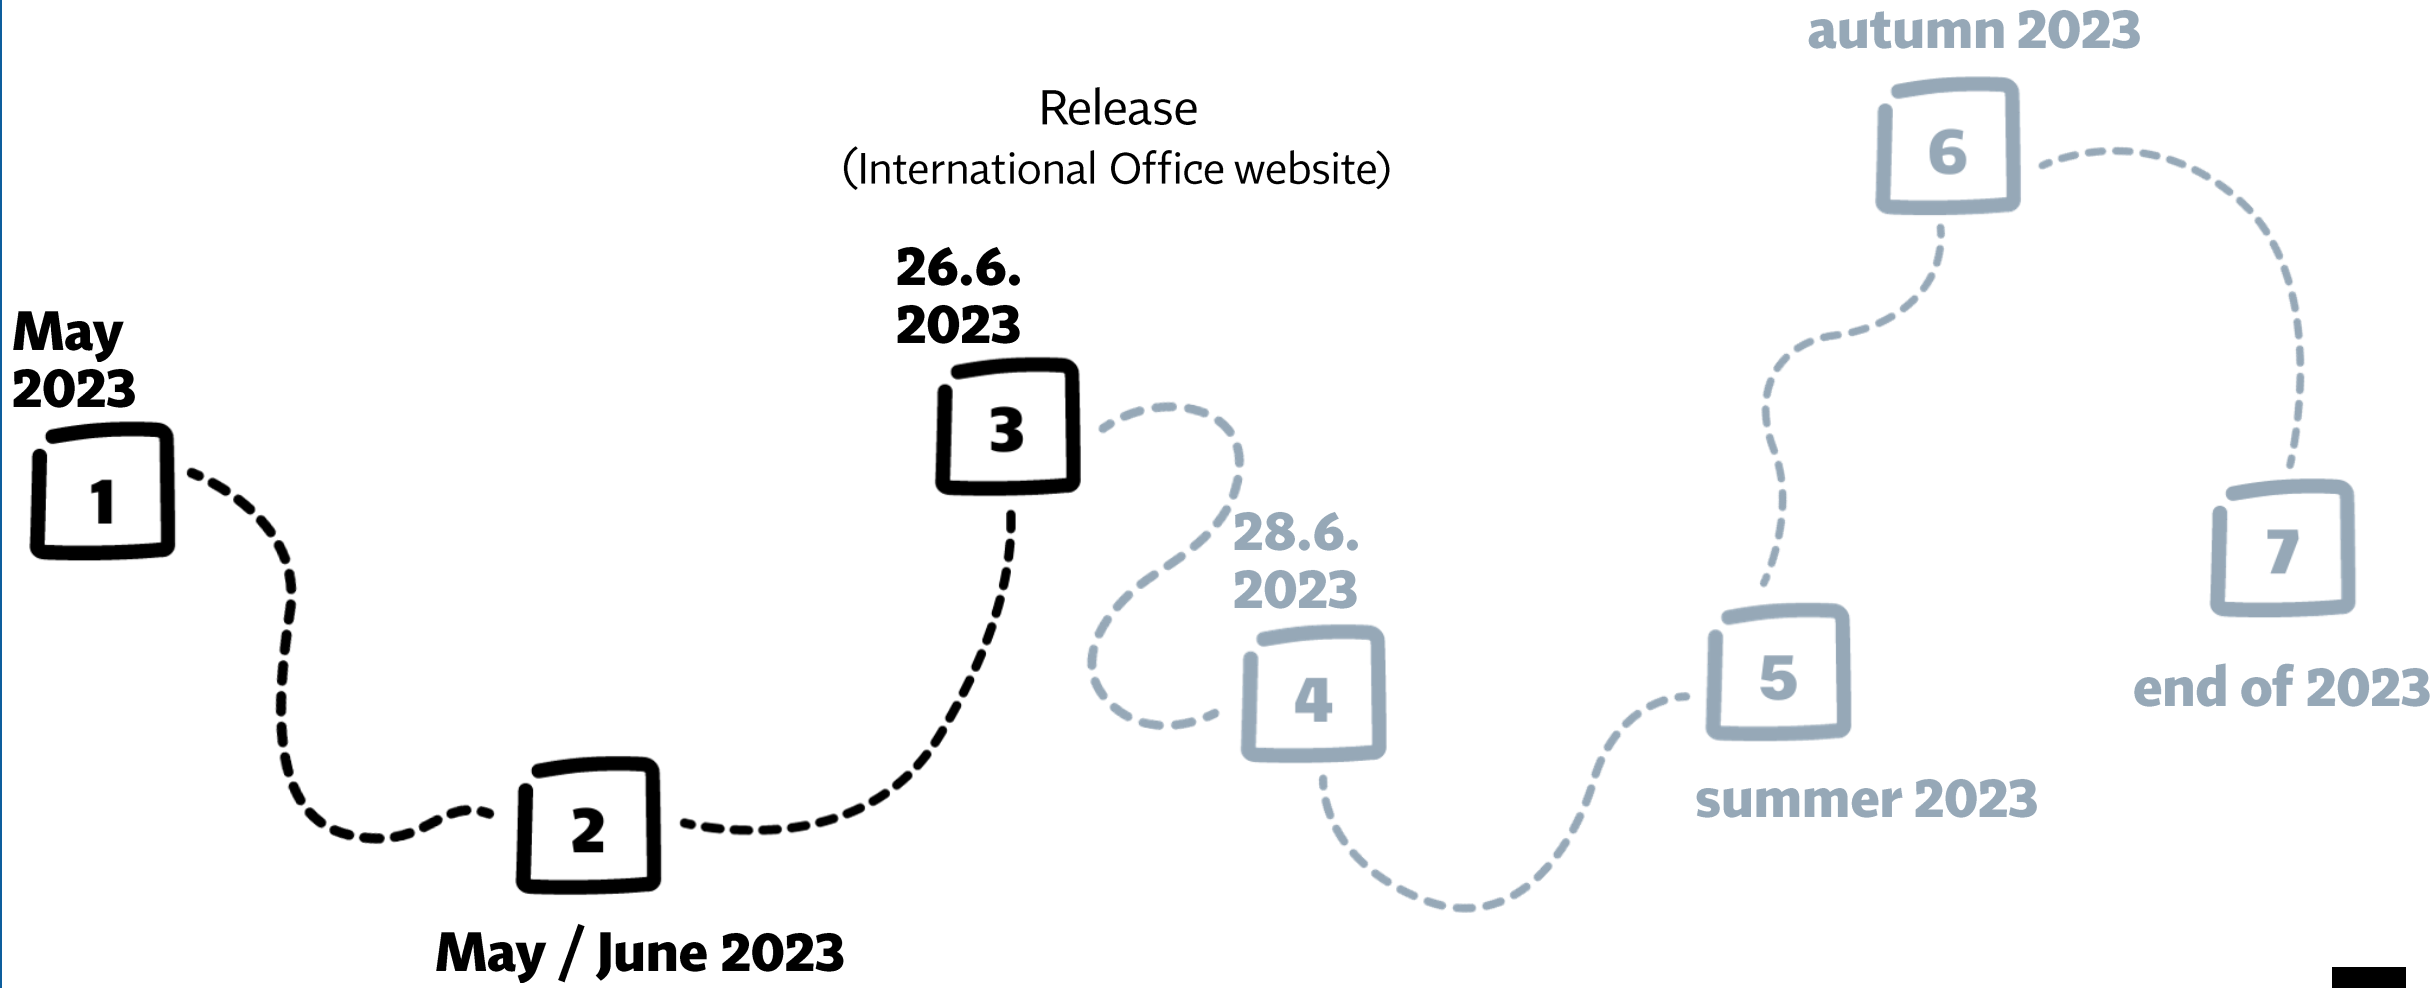 autumn 2023
6
Release
(International Office website)
26.6.
2023
3
May
2023
1
28.6.
2023
4
5
summer 2023
7
end of 2023
2
May / June 2023